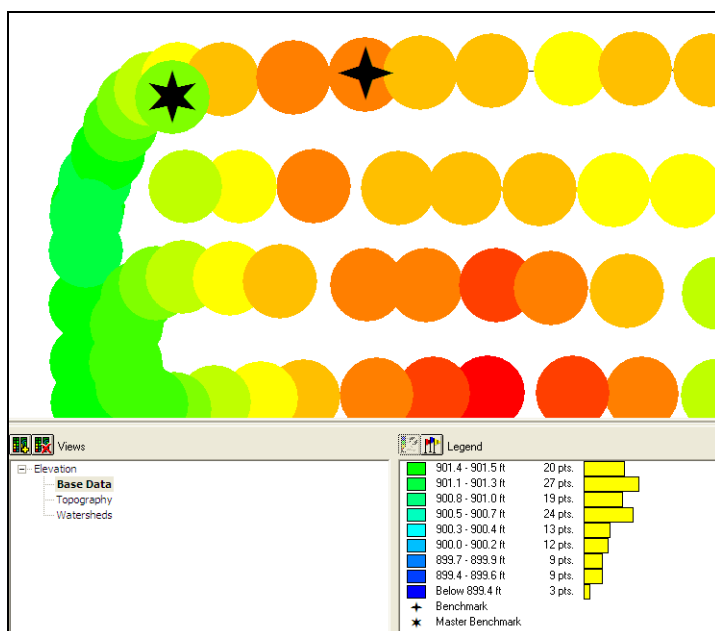 Views
Elevation
Base Data
Topography
Watersheds
Legend
901.4 - 901.5 ft 20 pts.
901.1 - 901.3 ft 27 pts.
900.8 - 901.0 ft 19 pts.
900.5 - 900.7 ft 24 pts.
900.3 - 900.4 ft 13 pts.
900.0 - 900.2 ft 12 pts.
899.7 - 899.9 ft 9 pts.
899.4 - 899.6 ft 9 pts.
Below 899.4 ft 3 pts.
Benchmark
Master Benchmark